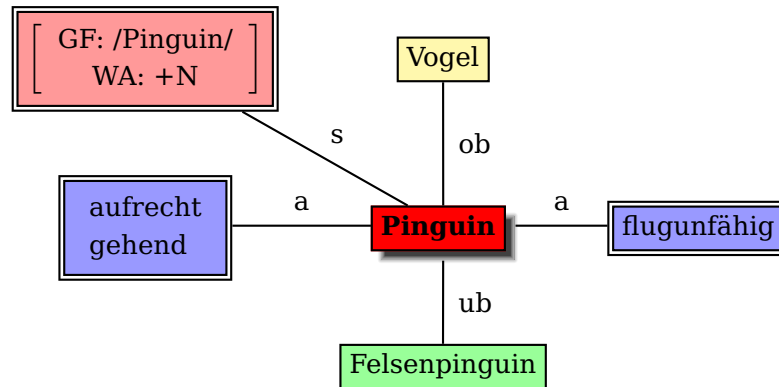 GF: /Pinguin/
WA: +N
Vogel
s
ob
aufrecht
gehend
a
Pinguin
a
flugunfähig
ub
Felsenpinguin